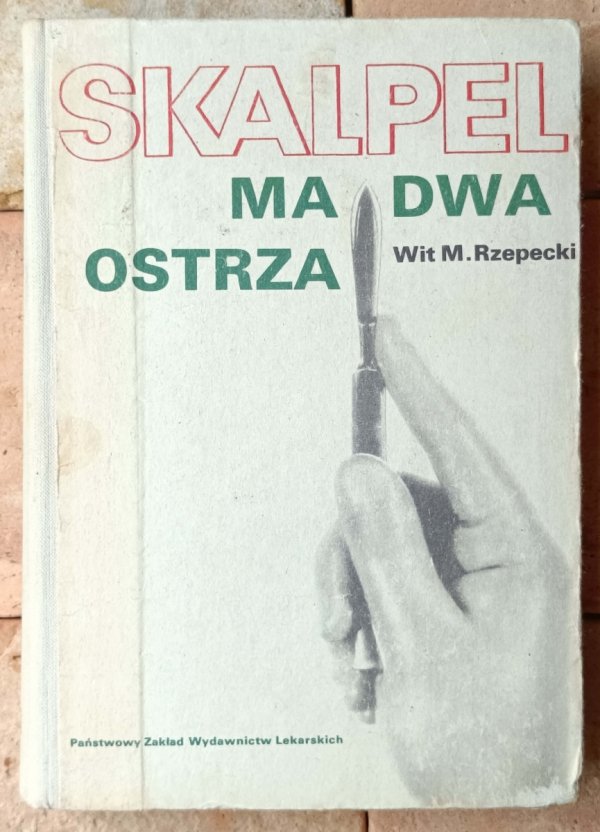 SKALPEL
MA DWA
OSTRZA
Wit M. Rzepecki
Państwowy Zakład Wydawnictw Lekarskich